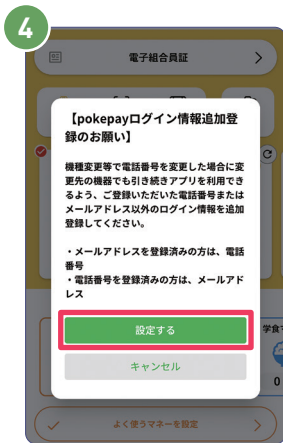 4
電子組合員証
【pokepayログイン情報追加登
録のお願い】
機種変更等で電話番号を変更した場合に変
更先の機器でも引き続きアプリを利用でき
るよう、ご登録いただいた電話番号または
メールアドレス以外のログイン情報を追加
登録してください。
・メールアドレスを登録済みの方は、電話
番号
・電話番号を登録済みの方は、メールアド
レス
設定する
学食
キャンセル
0
よく使うマネーを設定